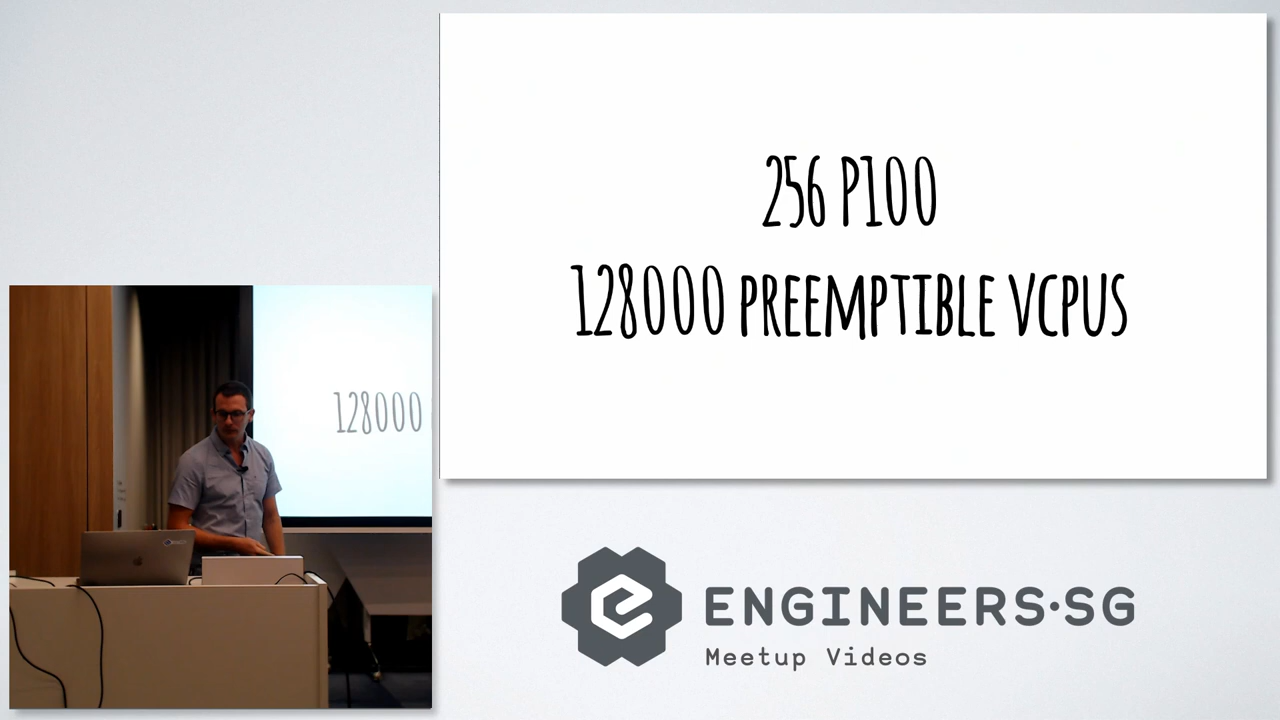 256 P100
128000 PREEMPTIBLE VCPUS
128000
ENGINEERS·SG
Meetup Videos